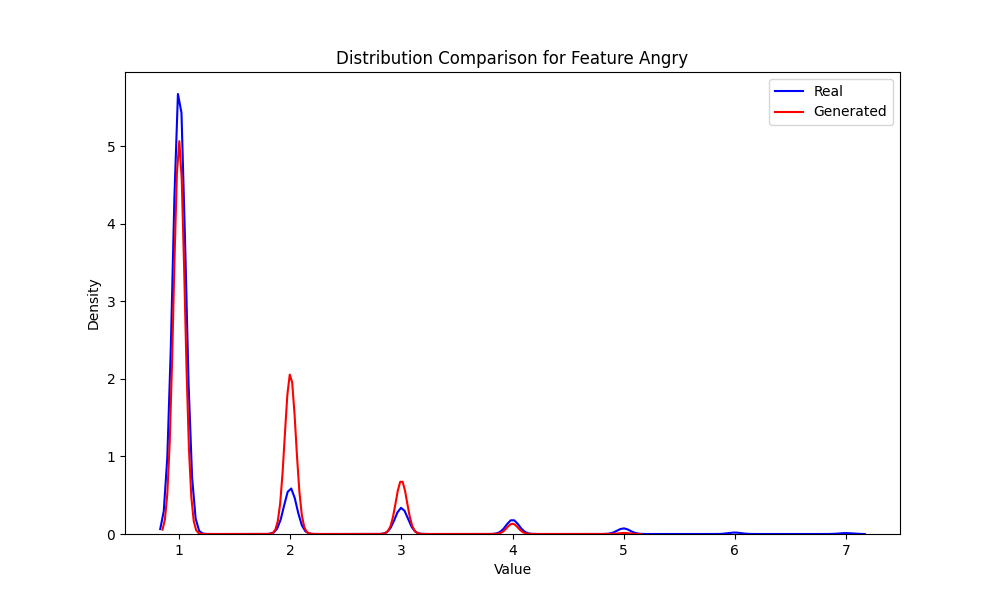 Distribution Comparison for Feature Angry
Real
Generated
Density
5
4
3
2
1
0
1 2 3 4 5 6 7
Value